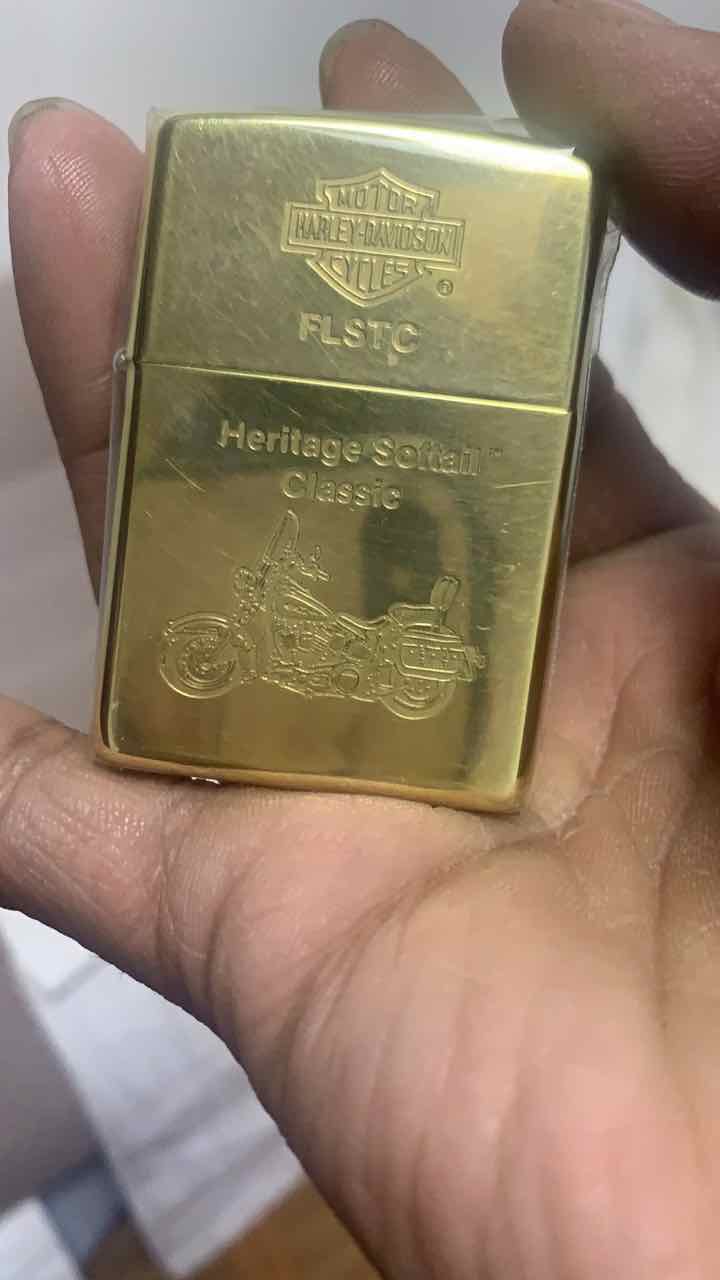 MOTOR
HARLEY-DAVIDSON
CYCLES
®
FLSTC
Heritage Softail™
Classic